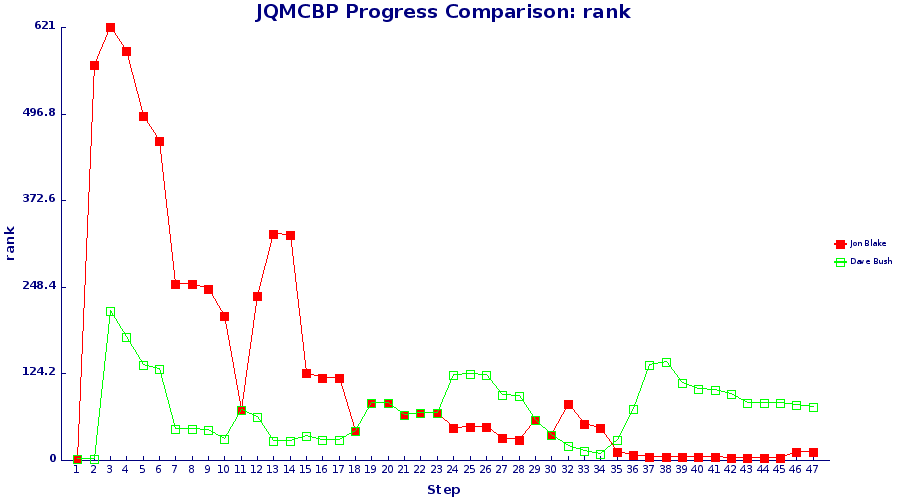 JQMCBP Progress Comparison: rank
621
496.8
372.6
248.4
124.2
0
rank
Jon Blake
Dave Bush
1 2 3 4 5 6 7 8 9 10 11 12 13 14 15 16 17 18 19 20 21 22 23 24 25 26 27 28 29 30 32 33 34 35 36 37 38 39 40 41 42 43 44 45 46 47
Step